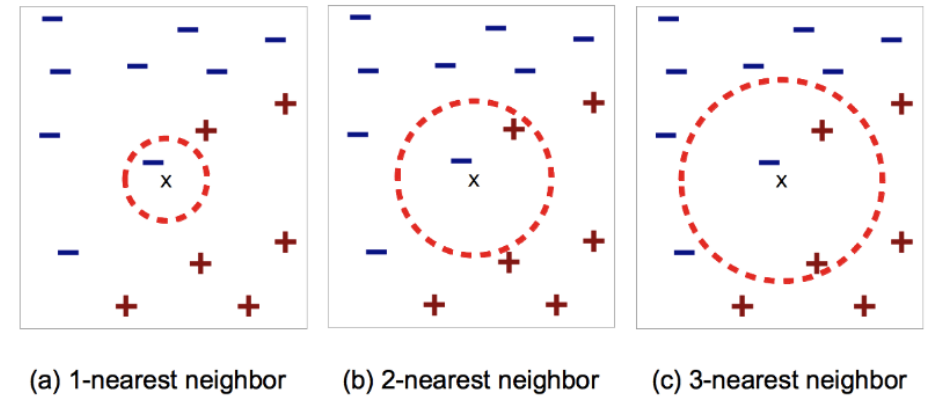 x
x
x
(a) 1-nearest neighbor
(b) 2-nearest neighbor
(c) 3-nearest neighbor